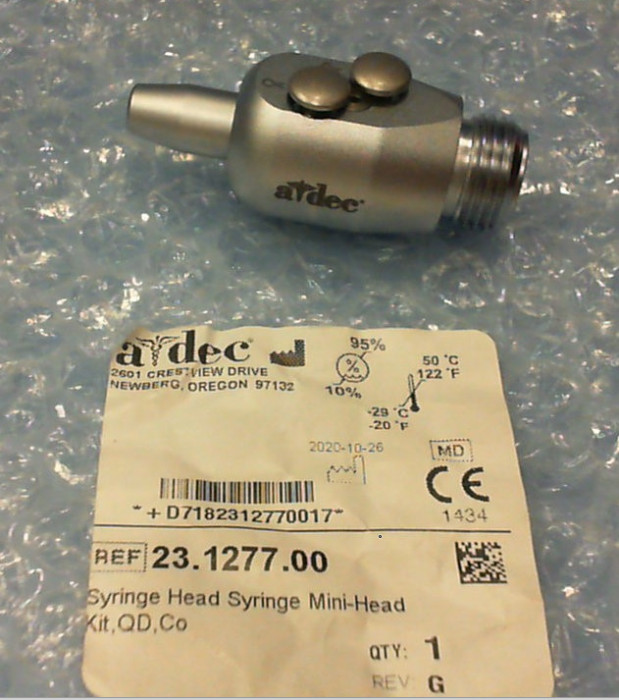 a-dec
a-dec
2601 CRESTVIEW DRIVE
NEWBERG, OREGON 97132
95%
10%
50 °C
122 °F
-29 °C
-20 °F
2020-10-26
MD
CE
1434
*+D7182312770017*
REF 23.1277.00
Syringe Head Syringe Mini-Head
Kit,QD,Co
QTY: 1
REV G